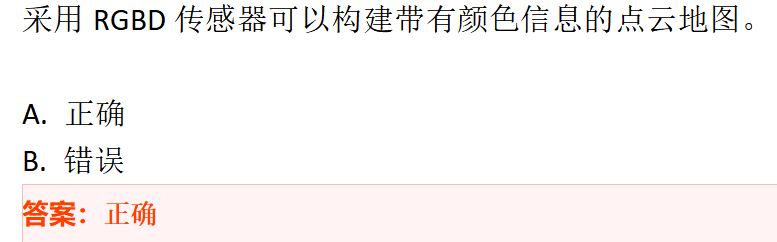 采用 RGBD 传感器可以构建带有颜色信息的点云地图。
A. 正确
B. 错误
答案：正确